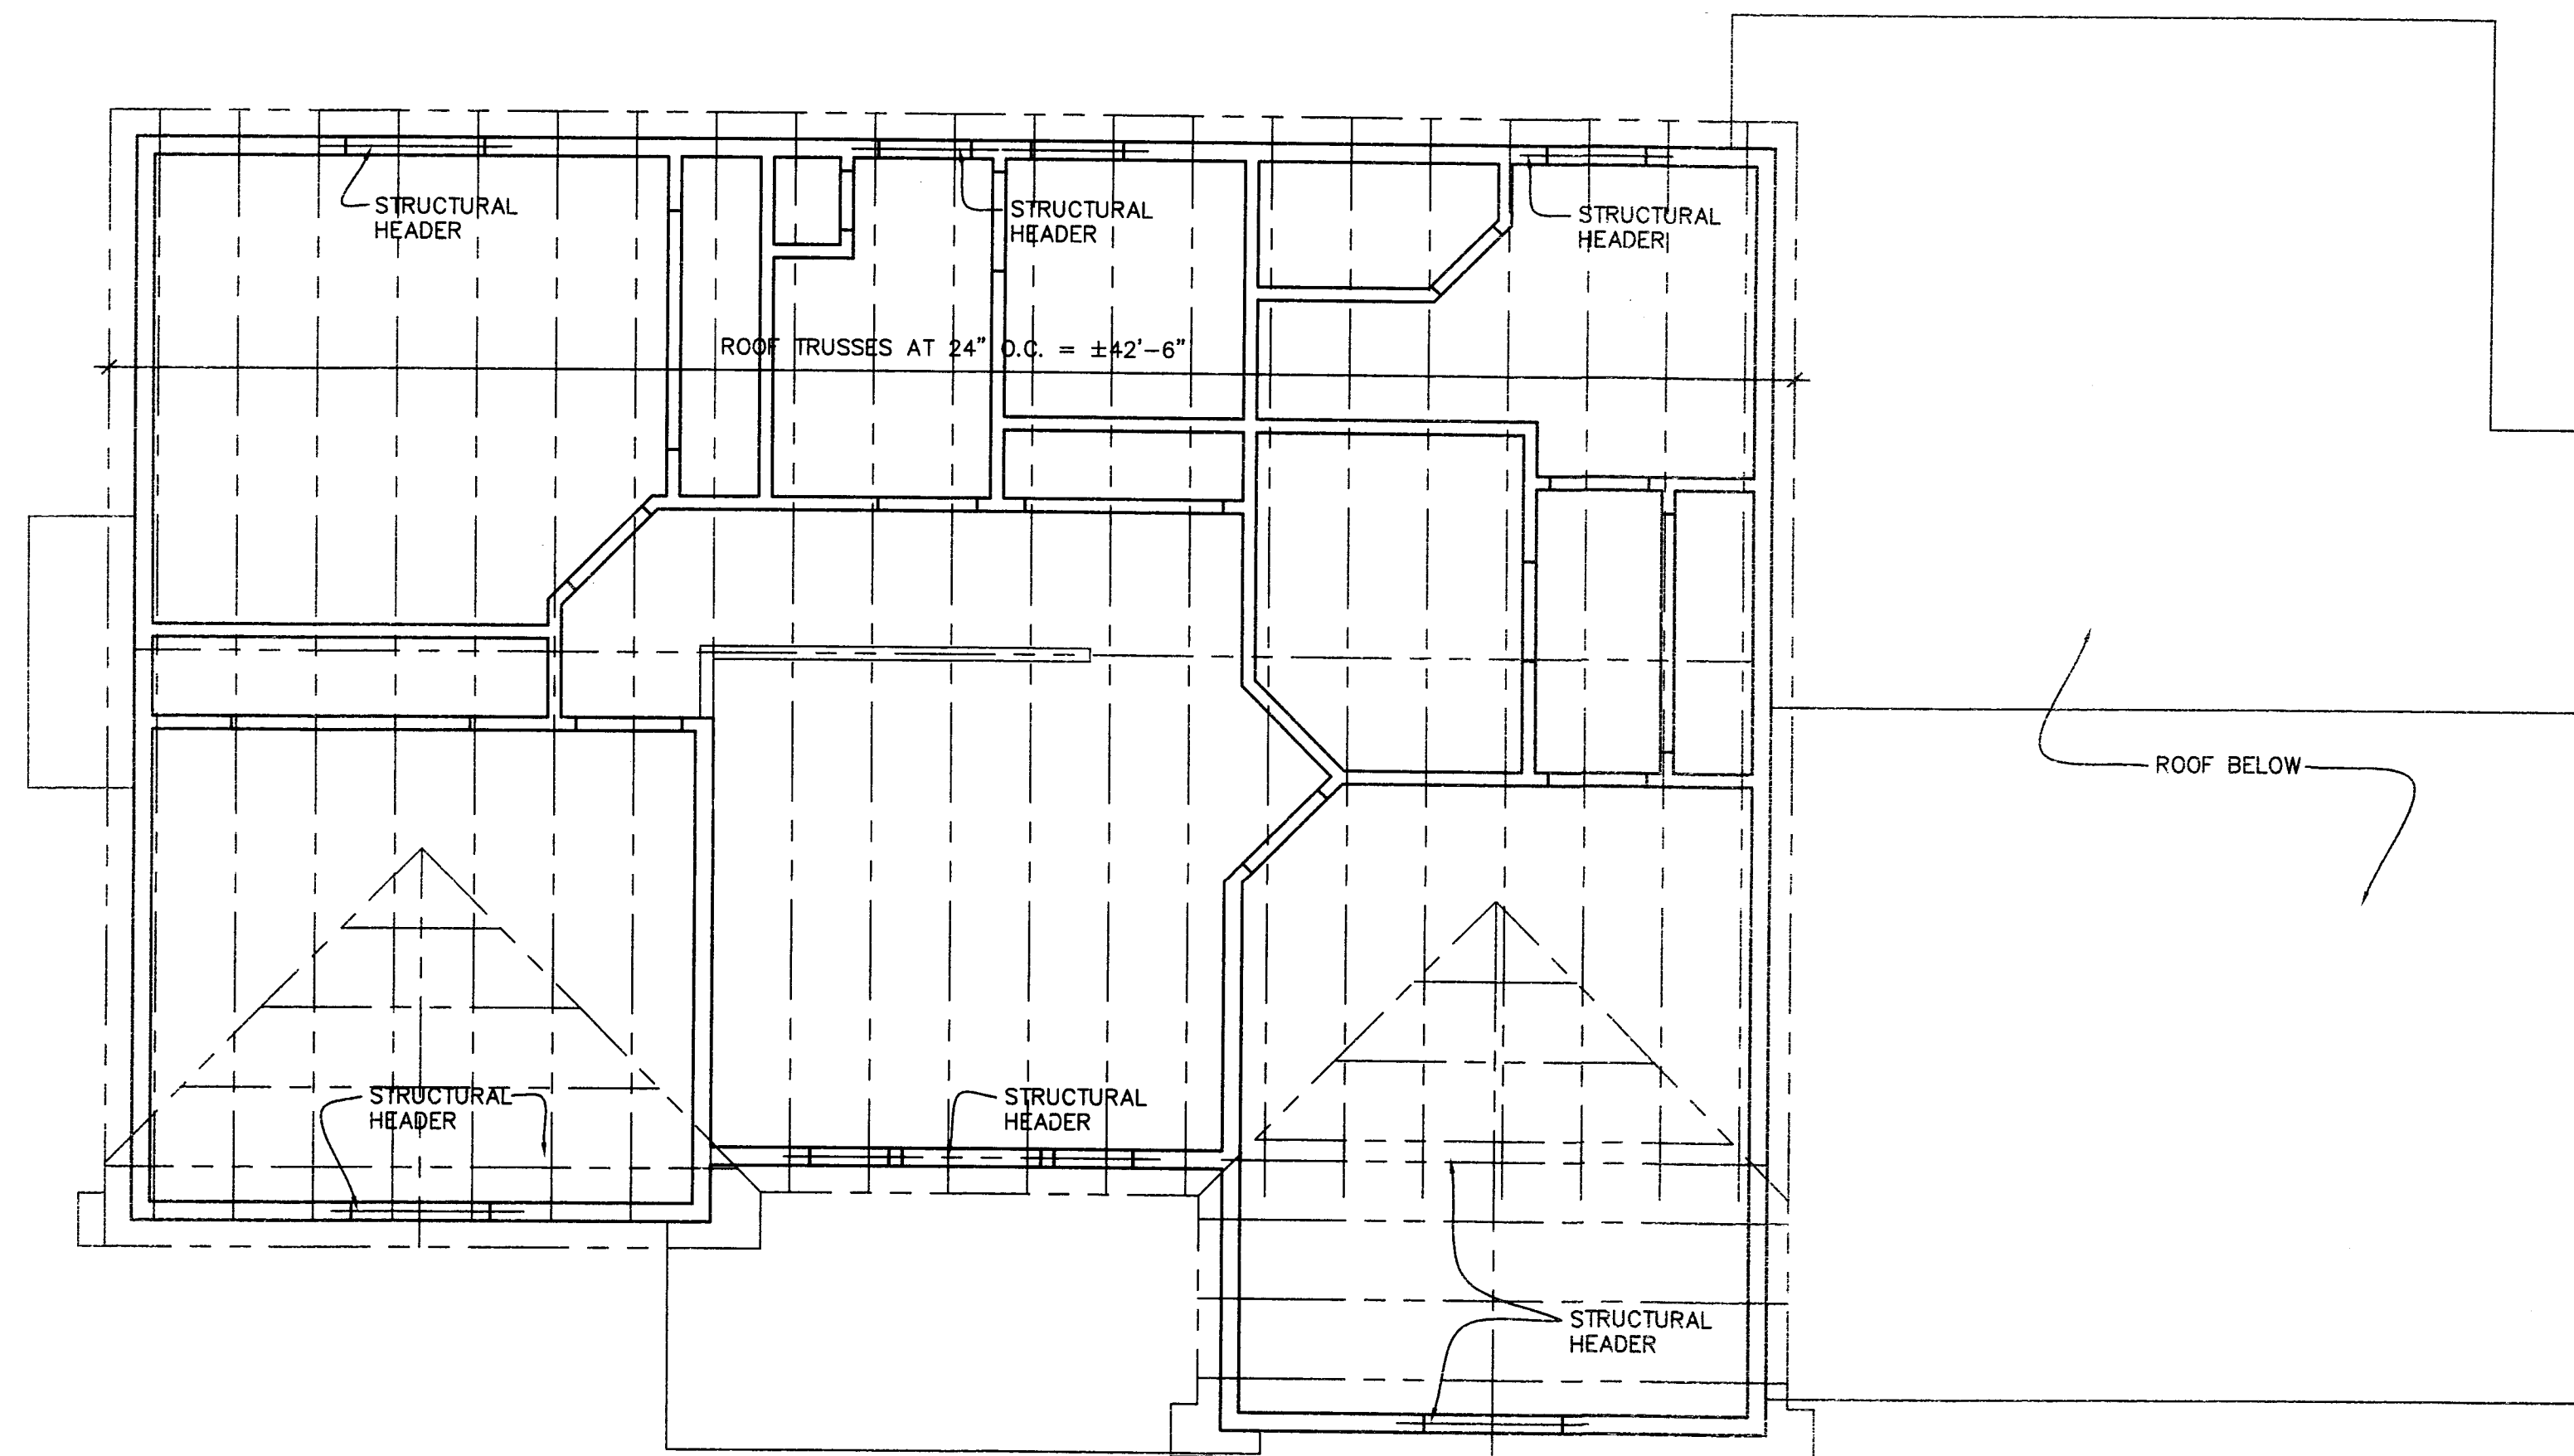 STRUCTURAL
HEADER
STRUCTURAL
HEADER
STRUCTURAL
HEADER
ROOF TRUSSES AT 24" O.C. = ±42'-6"
ROOF BELOW
STRUCTURAL
HEADER
STRUCTURAL
HEADER
STRUCTURAL
HEADER